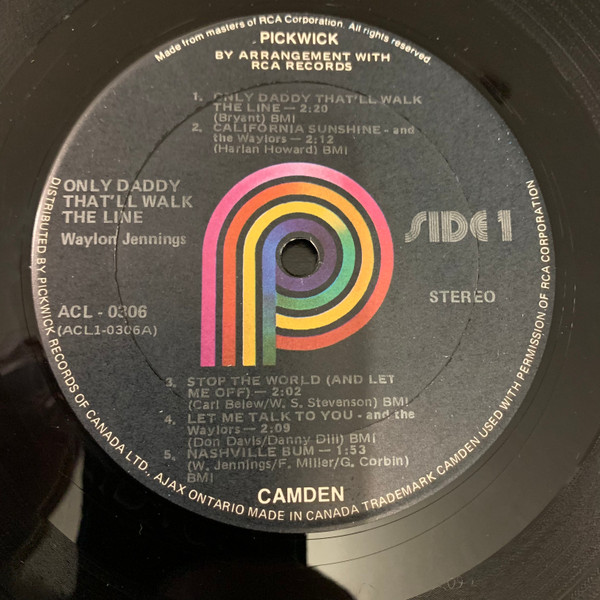 Made from masters of RCA Corporation. All rights reserved.
PICKWICK
BY ARRANGEMENT WITH
RCA RECORDS
1. ONLY DADDY THAT'LL WALK
THE LINE — 2:20
(Bryant) BMI
2. CALIFORNIA SUNSHINE - and
the Waylors — 2:12
(Harlan Howard) BMI
ONLY DADDY
THAT'LL WALK
THE LINE
Waylon Jennings
SIDE 1
ACL - 0306
(ACL1-0306A)
STEREO
3. STOP THE WORLD (AND LET
ME OFF) — 2:02
(Carl Belew/W. S. Stevenson) BMI
4. LET ME TALK TO YOU - and the
Waylors — 2:09
(Don Davis/Danny Dill) BMI
5. NASHVILLE BUM — 1:53
(W. Jennings/F. Miller/G. Corbin)
BMI
CAMDEN
DISTRIBUTED BY PICKWICK RECORDS OF CANADA LTD., AJAX ONTARIO MADE IN CANADA TRADEMARK CAMDEN USED WITH PERMISSION OF RCA CORPORATION